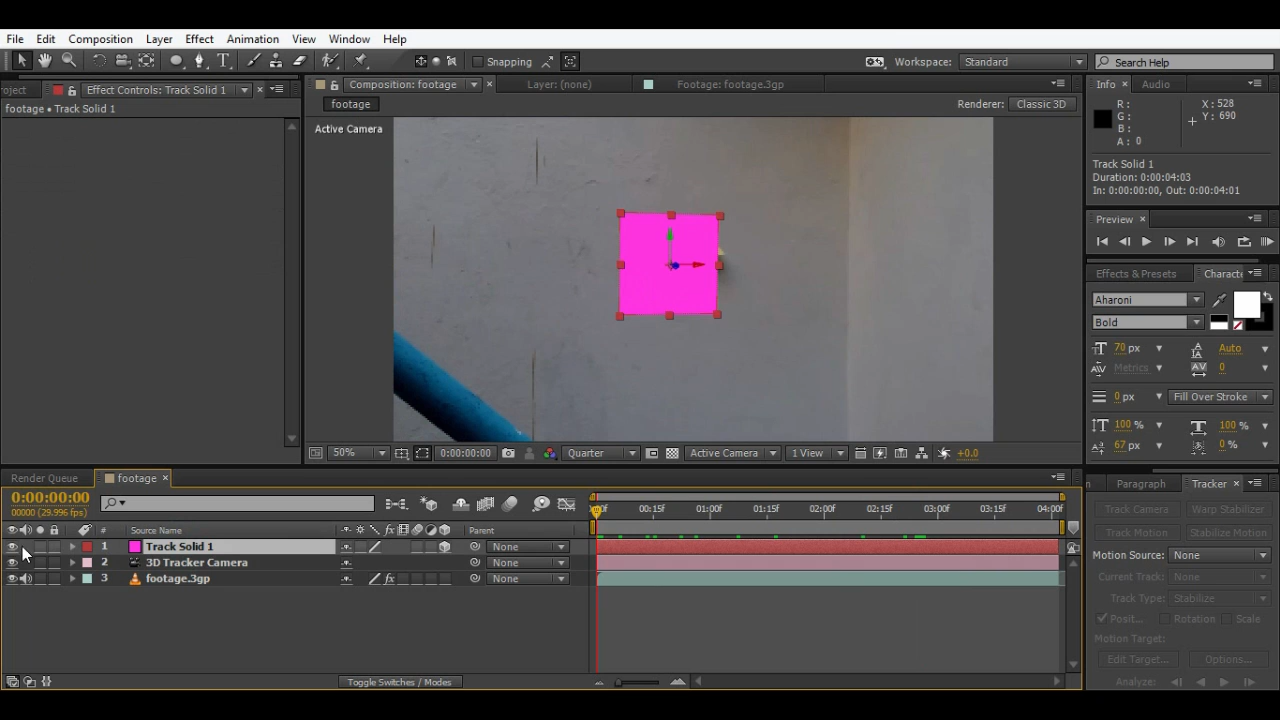 File Edit Composition Layer Effect Animation View Window Help
Snapping Workspace: Standard Search Help
roject Effect Controls: Track Solid 1 Composition: footage Layer: (none) Footage: footage.3gp Info Audio
footage • Track Solid 1 footage Renderer: Classic 3D
Active Camera
R: X: 528
G: Y: 690
B:
A: 0
Track Solid 1
Duration: 0:00:04:03
In: 0:00:00:00, Out: 0:00:04:01
Preview
Effects & Presets Characte
Aharoni
Bold
70 px Auto
Metrics 0
0 px Fill Over Stroke
100 % 100 %
67 px 0 %
50% 0:00:00:00 Quarter Active Camera 1 View +0.0
Render Queue footage Paragraph Tracker
0:00:00:00
00000 (29.996 fps)
Track Camera Warp Stabilizer
:00f 00:15f 01:00f 01:15f 02:00f 02:15f 03:00f 03:15f 04:00f
# Source Name Parent
Track Motion Stabilize Motion
1 Track Solid 1 None
Motion Source: None
2 3D Tracker Camera None
3 footage.3gp None
Current Track: None
Track Type: Stabilize
Posit... Rotation Scale
Motion Target:
Edit Target... Options...
Toggle Switches / Modes
Analyze: